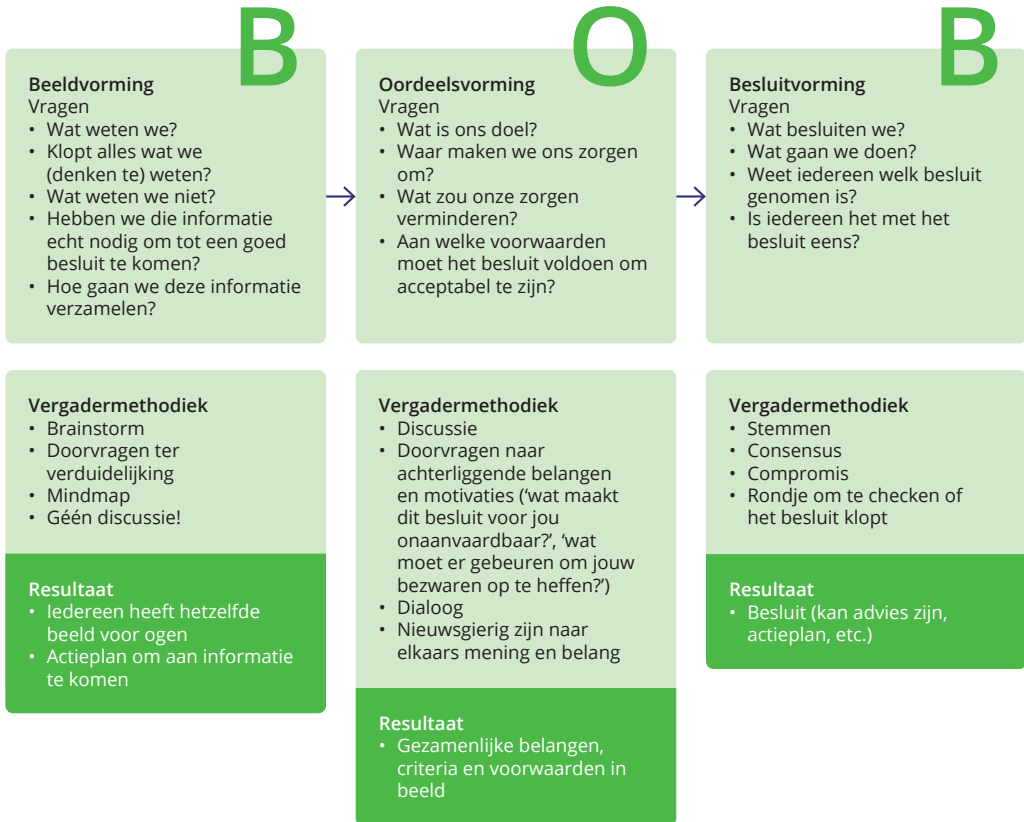 B
Beeldvorming
Vragen
• Wat weten we?
• Klopt alles wat we
(denken te) weten?
• Wat weten we niet?
• Hebben we die informatie
echt nodig om tot een goed
besluit te komen?
• Hoe gaan we deze informatie
verzamelen?
O
Oordeelsvorming
Vragen
• Wat is ons doel?
• Waar maken we ons zorgen
om?
• Wat zou onze zorgen
verminderen?
• Aan welke voorwaarden
moet het besluit voldoen om
acceptabel te zijn?
B
Besluitvorming
Vragen
• Wat besluiten we?
• Wat gaan we doen?
• Weet iedereen welk besluit
genomen is?
• Is iedereen het met het
besluit eens?
Vergadermethodiek
• Brainstorm
• Doorvragen ter
verduidelijking
• Mindmap
• Géén discussie!
Resultaat
• Iedereen heeft hetzelfde
beeld voor ogen
• Actieplan om aan informatie
te komen
Vergadermethodiek
• Discussie
• Doorvragen naar
achterliggende belangen
en motivaties (‘wat maakt
dit besluit voor jou
onaanvaardbaar?’, ‘wat
moet er gebeuren om jouw
bezwaren op te heffen?’)
• Dialoog
• Nieuwsgierig zijn naar
elkaars mening en belang
Resultaat
• Gezamenlijke belangen,
criteria en voorwaarden in
beeld
Vergadermethodiek
• Stemmen
• Consensus
• Compromis
• Rondje om te checken of
het besluit klopt
Resultaat
• Besluit (kan advies zijn,
actieplan, etc.)